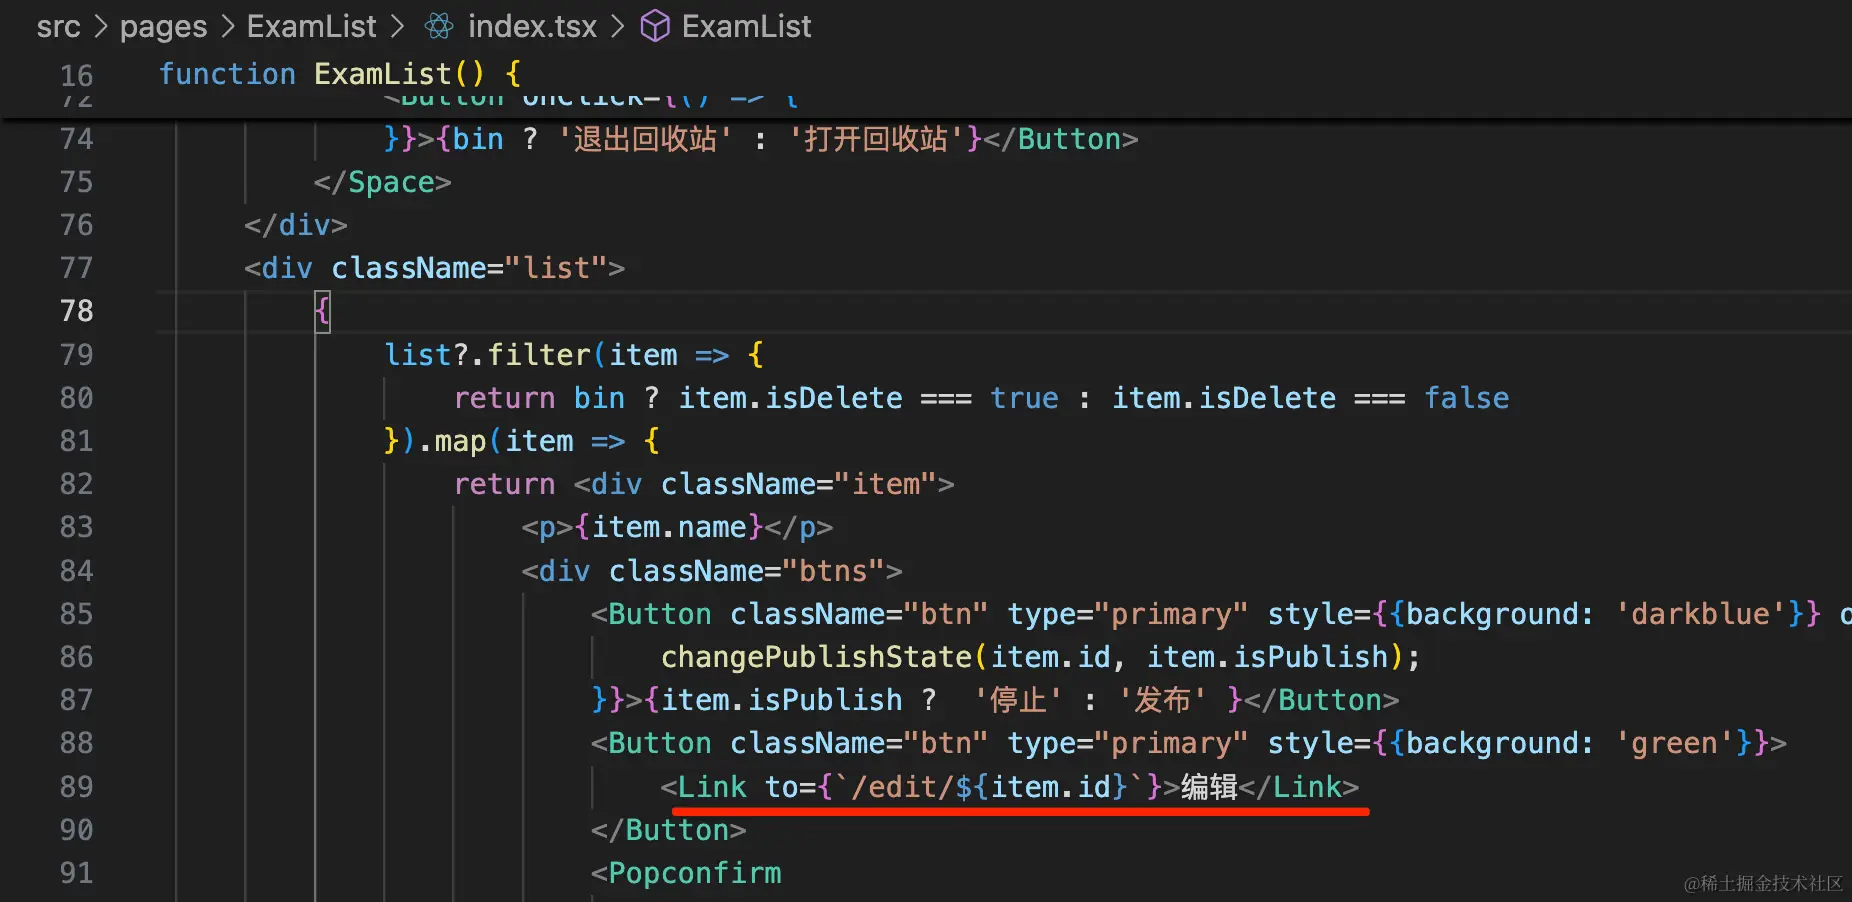 src > pages > ExamList > index.tsx > ExamList
16 function ExamList() {
72 <Button onClick={() => {
74 }}>{bin ? '退出回收站' : '打开回收站'}</Button>
75 </Space>
76 </div>
77 <div className="list">
78 {
79 list?.filter(item => {
80 return bin ? item.isDelete === true : item.isDelete === false
81 }).map(item => {
82 return <div className="item">
83 <p>{item.name}</p>
84 <div className="btns">
85 <Button className="btn" type="primary" style={{background: 'darkblue'}} o
86 changePublishState(item.id, item.isPublish);
87 }}>{item.isPublish ? '停止' : '发布' }</Button>
88 <Button className="btn" type="primary" style={{background: 'green'}}>
89 <Link to={`/edit/${item.id}`}>编辑</Link>
90 </Button>
91 <Popconfirm
@稀土掘金技术社区